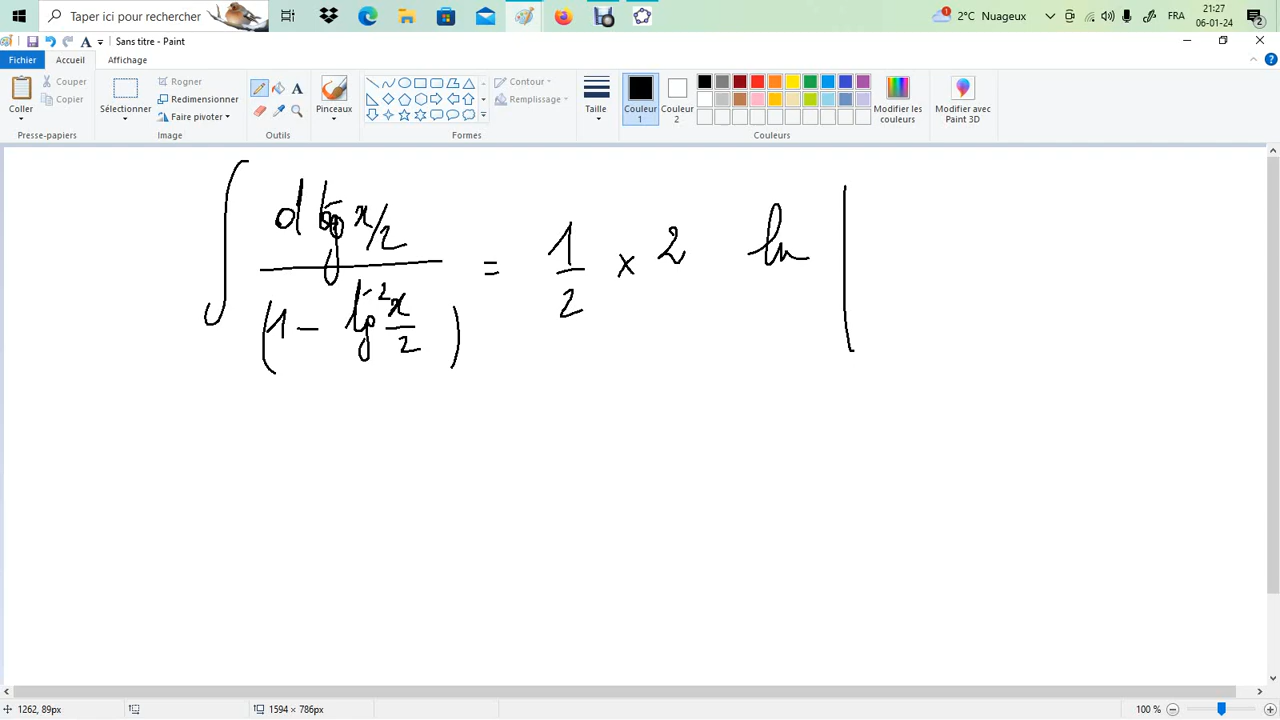 Taper ici pour rechercher
2°C Nuageux
FRA
21:27
06-01-24
2
Sans titre - Paint
Fichier
Accueil
Affichage
Coller
Couper
Copier
Presse-papiers
Sélectionner
Rogner
Redimensionner
Faire pivoter
Image
A
Outils
Pinceaux
Contour
Remplissage
Formes
Taille
Couleur 1
Couleur 2
Modifier les couleurs
Couleurs
Modifier avec Paint 3D
∫ d tg x/2 / (1 - tg² x/2) = 1/2 × 2 ln |
1262, 89px
1594 × 786px
100 %